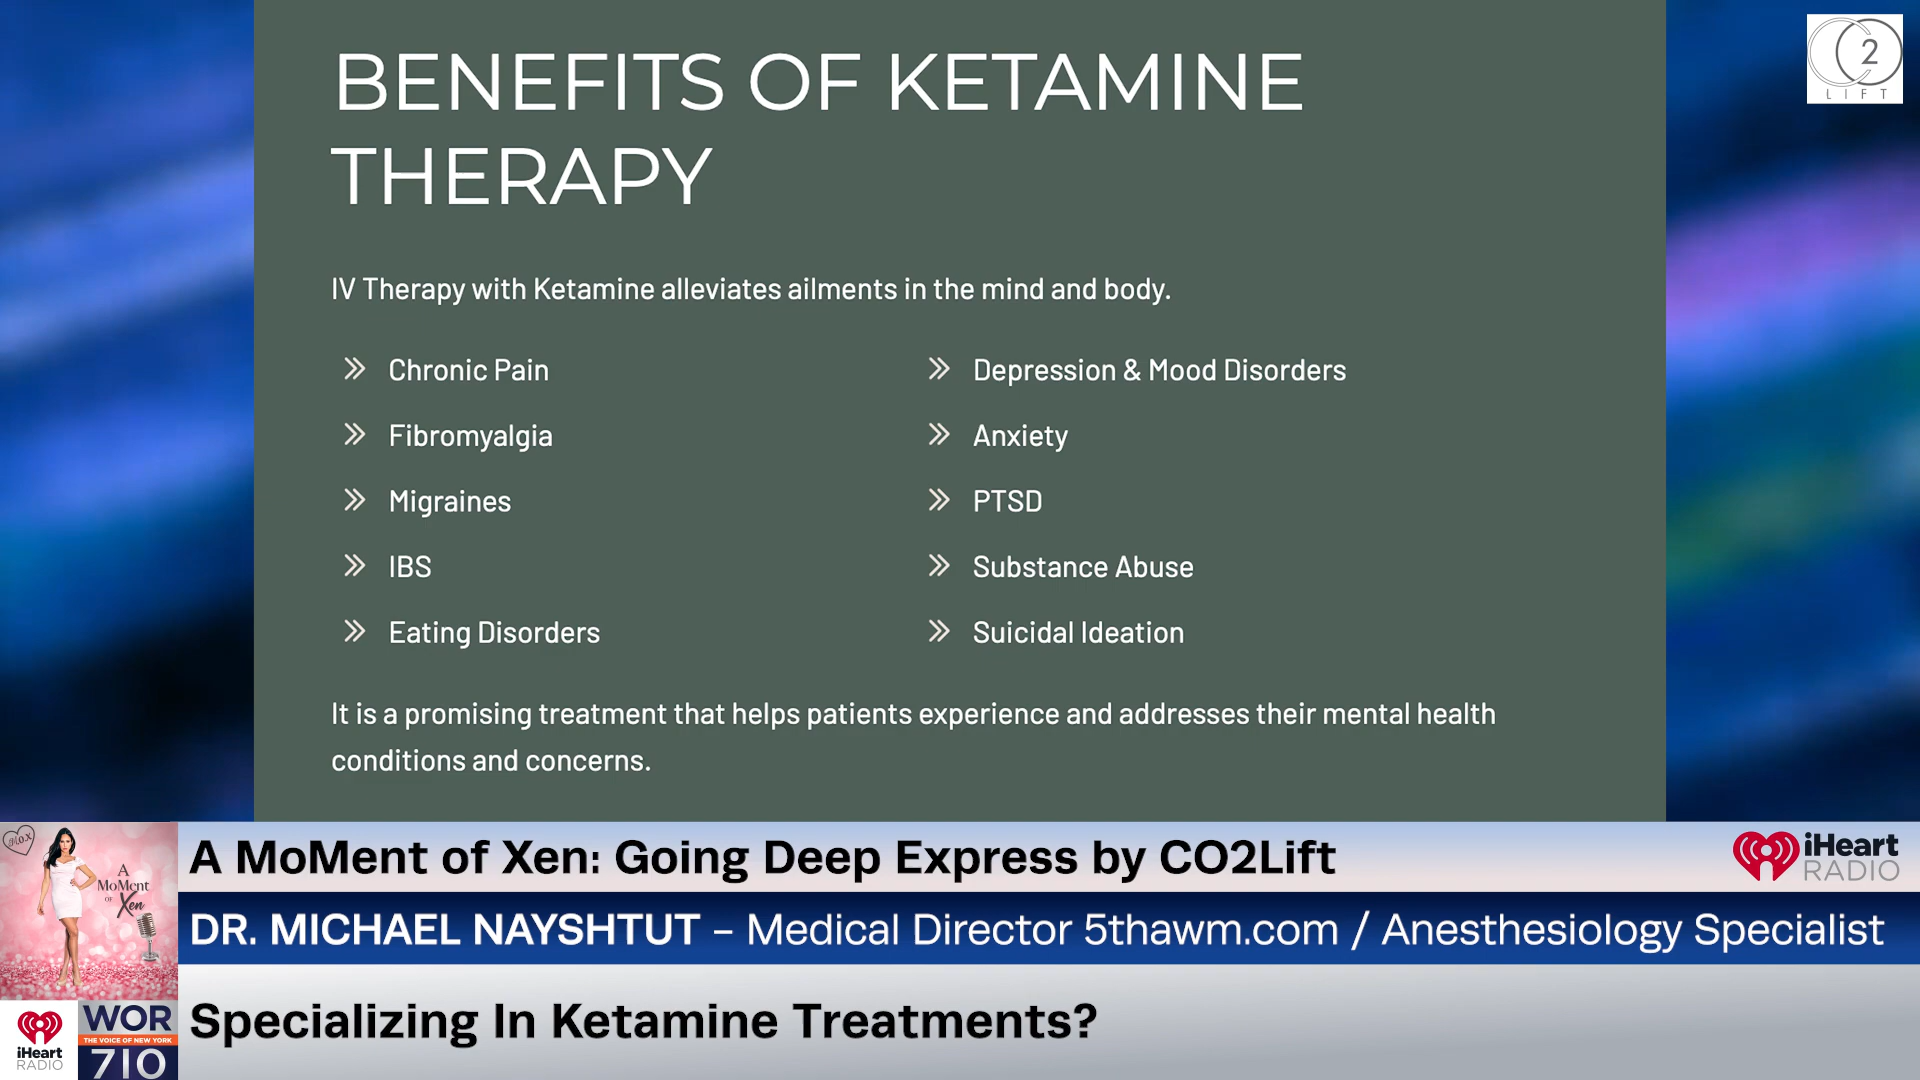 BENEFITS OF KETAMINE
THERAPY
IV Therapy with Ketamine alleviates ailments in the mind and body.
Chronic Pain
Fibromyalgia
Migraines
IBS
Eating Disorders
Depression & Mood Disorders
Anxiety
PTSD
Substance Abuse
Suicidal Ideation
It is a promising treatment that helps patients experience and addresses their mental health
conditions and concerns.
CO2
LIFT
M.O.X
A
MoMent
OF Xen
A MoMent of Xen: Going Deep Express by CO2Lift
iHeart
RADIO
DR. MICHAEL NAYSHTUT – Medical Director 5thawm.com / Anesthesiology Specialist
Specializing In Ketamine Treatments?
iHeart
RADIO
WOR
THE VOICE OF NEW YORK
710